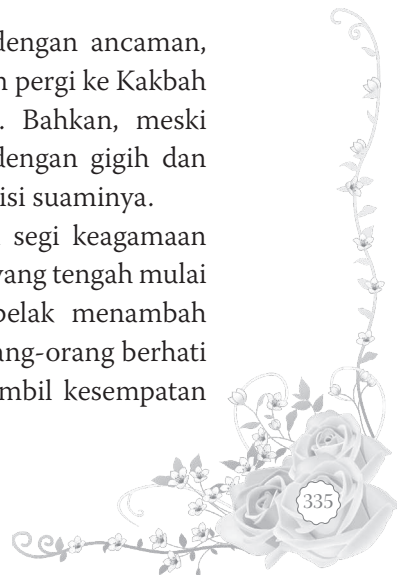 dengan ancaman,
pergi ke Kakbah
Bahkan, meski
dengan gigih dan
isi suaminya.
segi keagamaan
yang tengah mulai
belak menambah
ang-orang berhati
mbil kesempatan
335